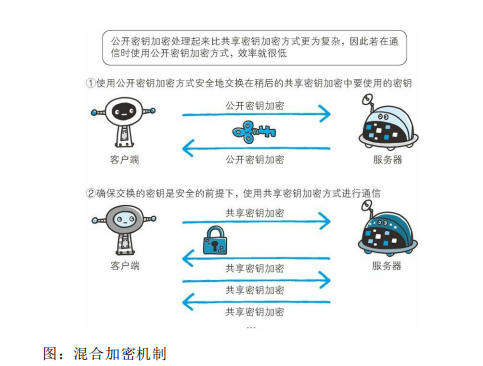 公开密钥加密处理起来比共享密钥加密方式更为复杂，因此若在通
信时使用公开密钥加密方式，效率就很低
①使用公开密钥加密方式安全地交换在稍后的共享密钥加密中要使用的密钥
公开密钥加密
公开密钥加密
客户端
服务器
②确保交换的密钥是安全的前提下，使用共享密钥加密方式进行通信
共享密钥加密
共享密钥加密
客户端
服务器
共享密钥加密
共享密钥加密
…
图：混合加密机制